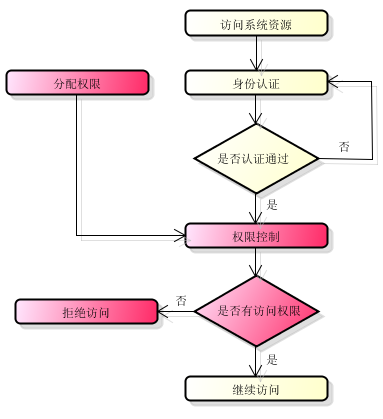 访问系统资源
分配权限
身份认证
是否认证通过
否
是
权限控制
否
是否有访问权限
拒绝访问
是
继续访问